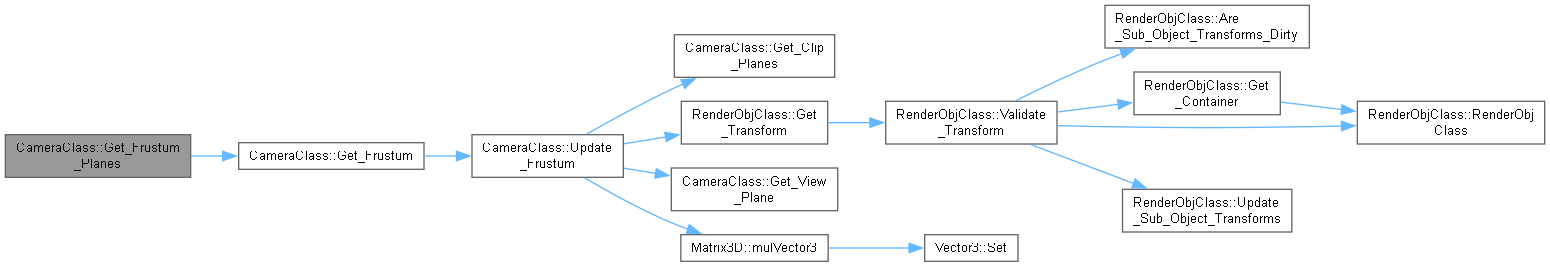 CameraClass::Get_Frustum
_Planes
CameraClass::Get_Frustum
CameraClass::Update
_Frustum
CameraClass::Get_Clip
_Planes
RenderObjClass::Get
_Transform
CameraClass::Get_View
_Plane
Matrix3D::mulVector3
RenderObjClass::Validate
_Transform
Vector3::Set
RenderObjClass::Are
_Sub_Object_Transforms_Dirty
RenderObjClass::Get
_Container
RenderObjClass::Update
_Sub_Object_Transforms
RenderObjClass::RenderObj
Class